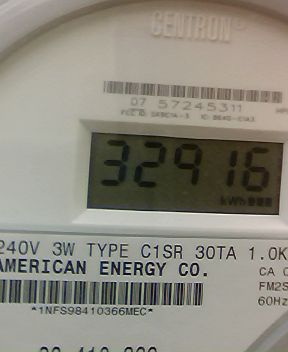 CENTRON
07 57245311
32916
kWh
240V 3W TYPE C1SR 30TA 1.0K
AMERICAN ENERGY CO.
CA 0
FM2S
60Hz
*1NFS98410366MEC*